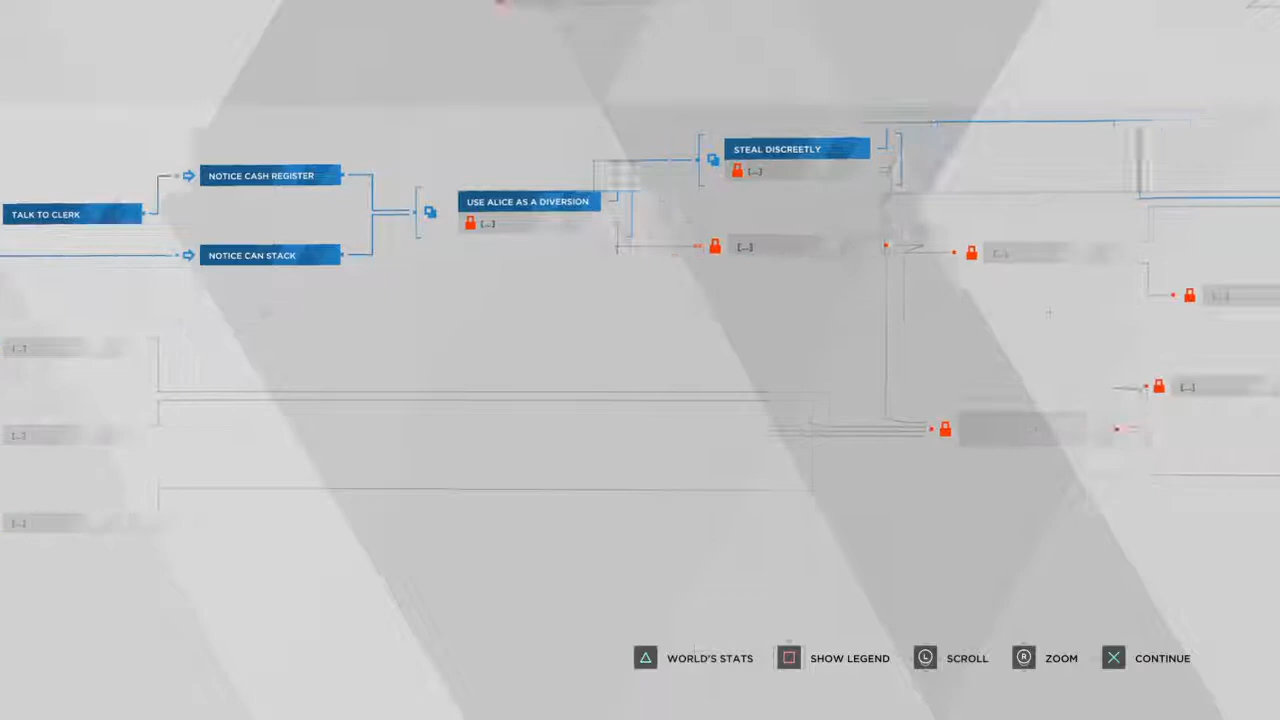 STEAL DISCREETLY
[...]
NOTICE CASH REGISTER
USE ALICE AS A DIVERSION
[...]
TALK TO CLERK
NOTICE CAN STACK
[...]
[...]
[...]
[...]
[...]
[...]
[...]
WORLD'S STATS
SHOW LEGEND
L
SCROLL
R
ZOOM
CONTINUE